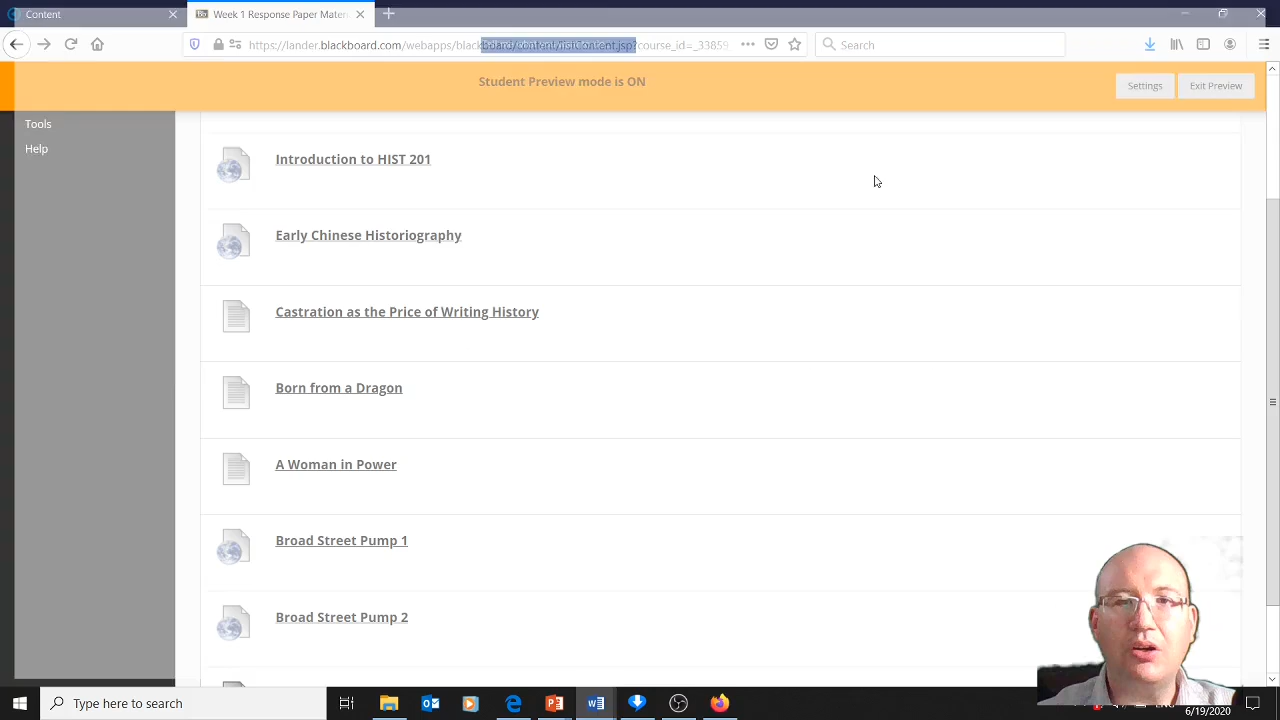 Content
Week 1 Response Paper Mater
https://lander.blackboard.com/webapps/blackboard/content/listContent.jsp?course_id=_33859
Search
Student Preview mode is ON
Settings
Exit Preview
Tools
Help
Introduction to HIST 201
Early Chinese Historiography
Castration as the Price of Writing History
Born from a Dragon
A Woman in Power
Broad Street Pump 1
Broad Street Pump 2
Type here to search
6/19/2020